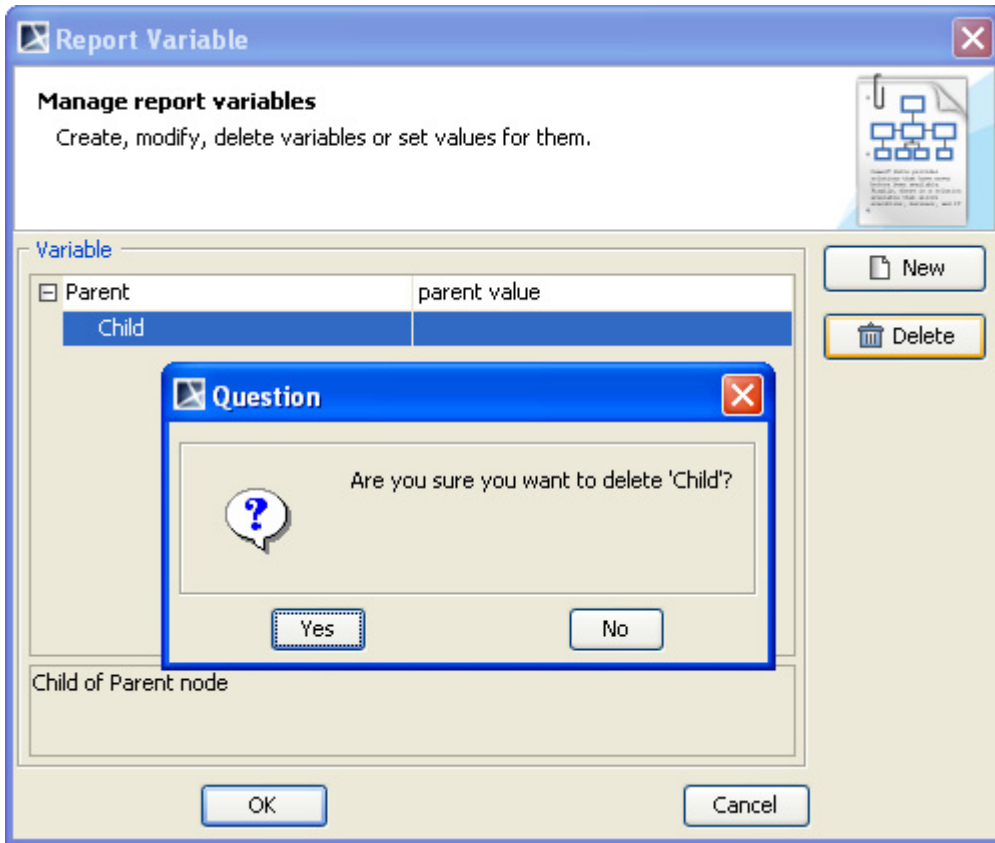 Report Variable
Manage report variables
Create, modify, delete variables or set values for them.
Variable
New
Parent parent value
Child
Delete
Question
Are you sure you want to delete 'Child'?
Yes No
Child of Parent node
OK Cancel